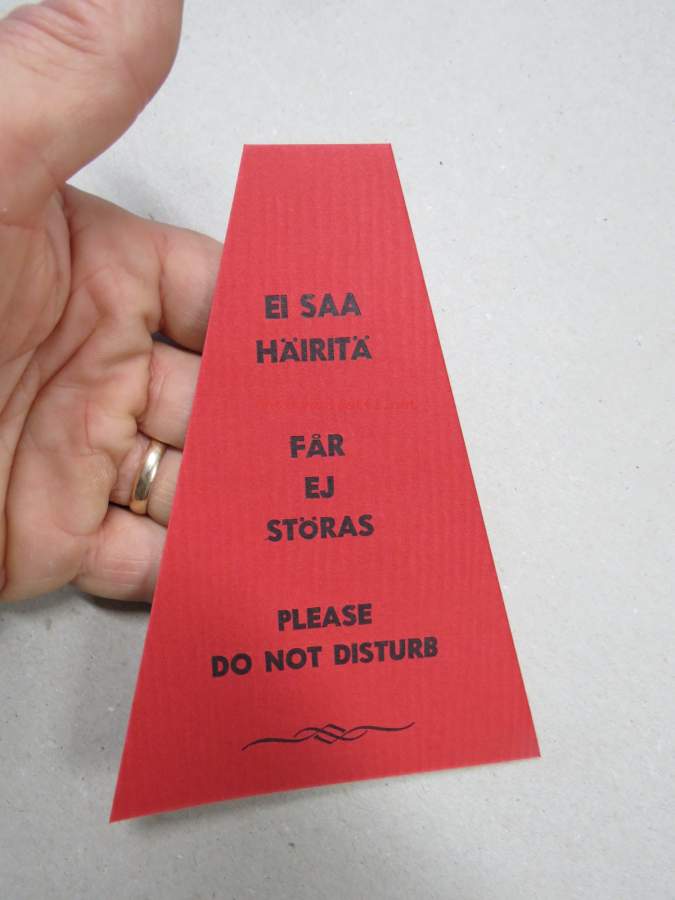 EI SAA
HÄIRITÄ
FÅR
EJ
STÖRAS
PLEASE
DO NOT DISTURB